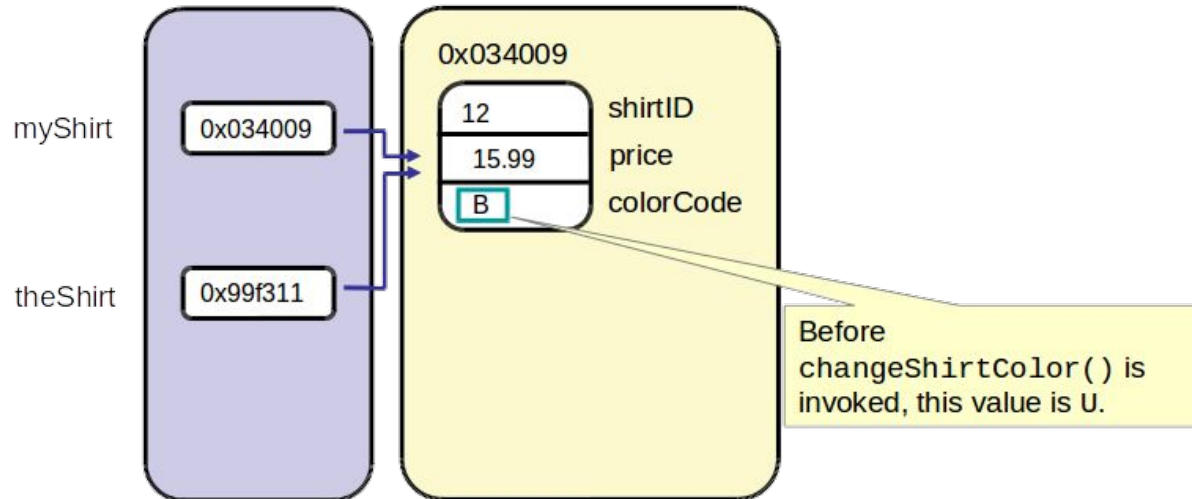 0x034009
12 shirtID
myShirt 0x034009
15.99 price
B colorCode
theShirt 0x99f311
Before
changeShirtColor() is
invoked, this value is U.